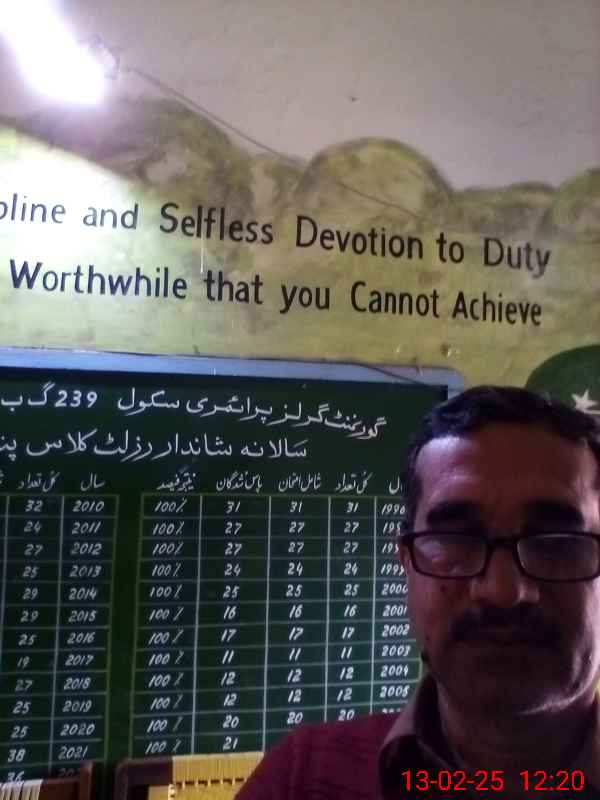 pline and Selfless Devotion to Duty
Worthwhile that you Cannot Achieve
گورنمنٹ گرلز پرائمری سکول 239 گ ب
سالانہ شاندار رزلٹ کلاس
سال کل تعداد شامل امتحان پاس شدگان نتیجہ فیصد سال کل تعداد
1996 31 31 31 100% 2010 32
27 27 27 100% 2011 24
27 27 27 100% 2012 27
24 24 24 100% 2013 25
2000 25 25 25 100% 2014 29
2001 16 16 16 100% 2015 29
2002 17 17 17 100% 2016 25
2003 11 11 11 100% 2017 19
2004 12 12 12 100% 2018 27
2005 12 12 12 100% 2019 25
20 20 20 100% 2020 25
21 100% 2021 38
36
13-02-25 12:20